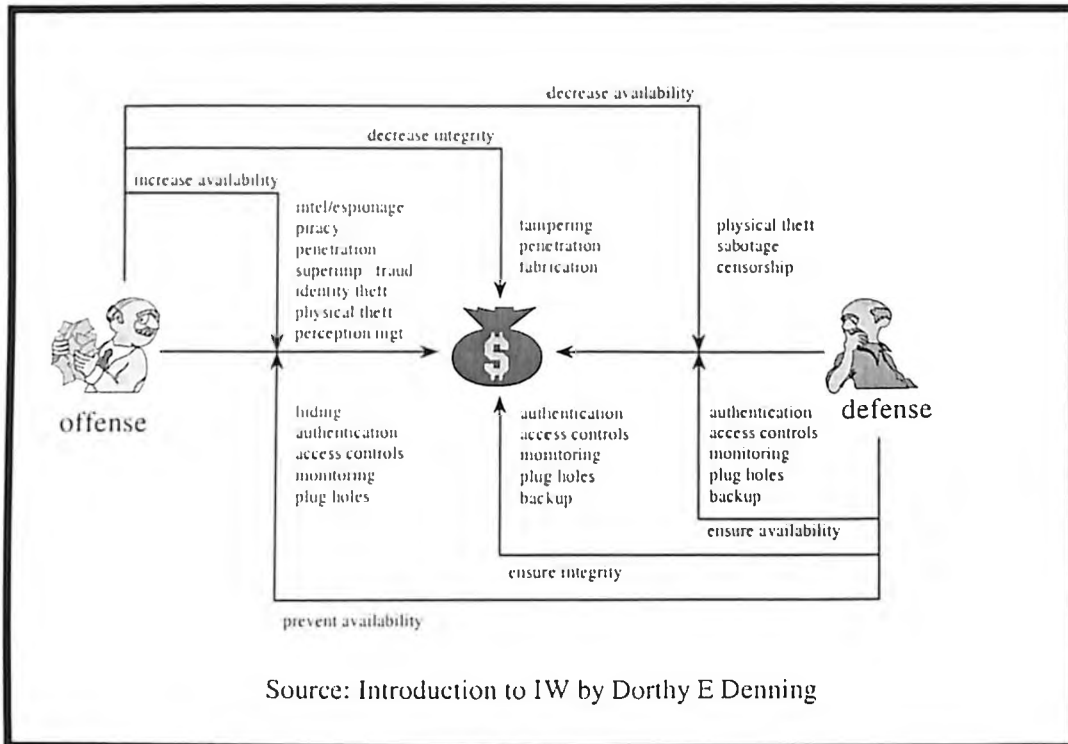 decrease availability
decrease integrity
increase availability
intel/espionage
piracy
penetration
superimp fraud
identity theft
physical theft
perception mgt
tampering
penetration
fabrication
physical theft
sabotage
censorship
$
offense
defense
hiding
authentication
access controls
monitoring
plug holes
authentication
access controls
monitoring
plug holes
backup
authentication
access controls
monitoring
plug holes
backup
ensure availability
ensure integrity
prevent availability
Source: Introduction to IW by Dorthy E Denning